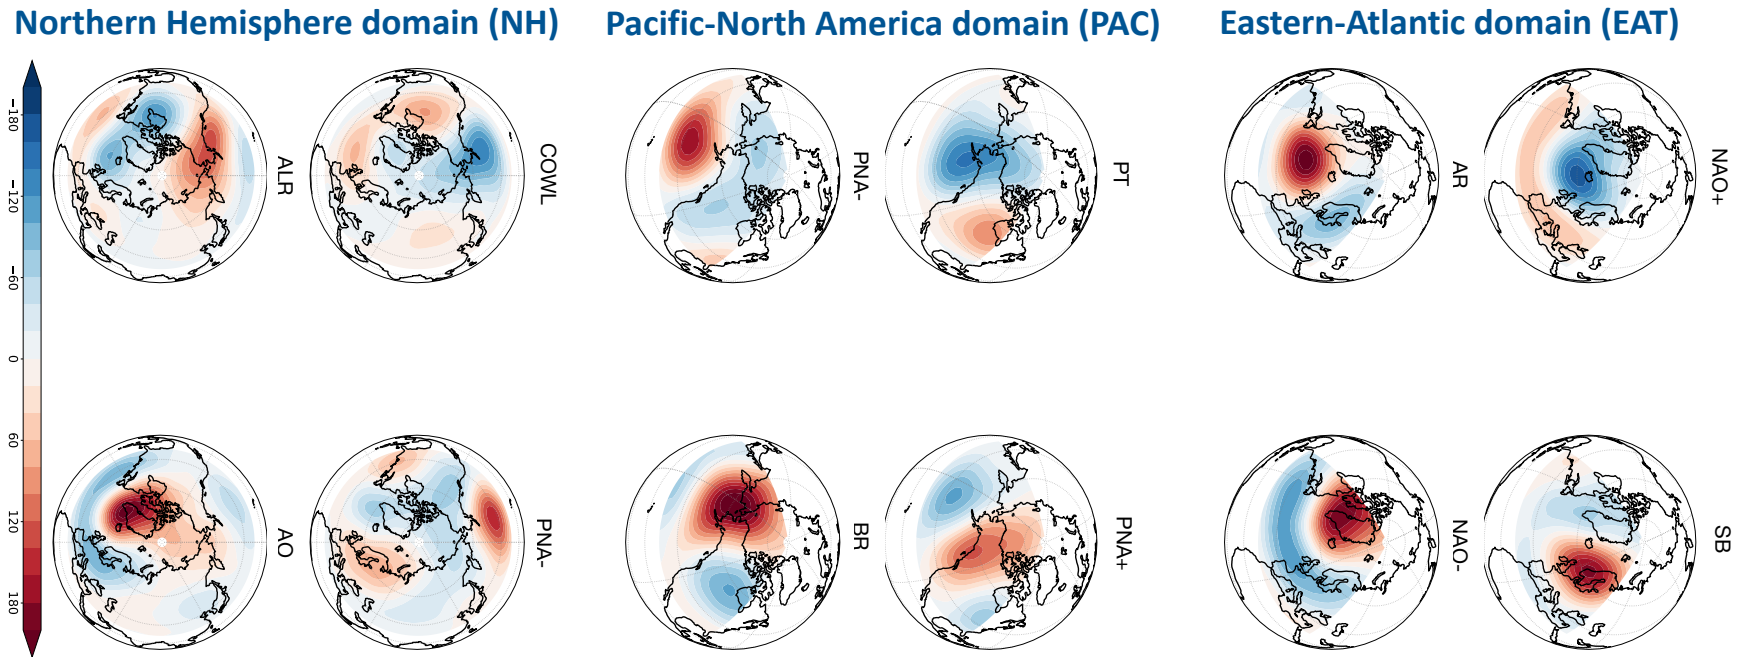 Northern Hemisphere domain (NH)
Pacific-North America domain (PAC)
Eastern-Atlantic domain (EAT)
ALR
COWL
PNA-
PT
AR
NAO+
AO
PNA-
BR
PNA+
NAO-
SB
−180
−120
−60
0
60
120
180